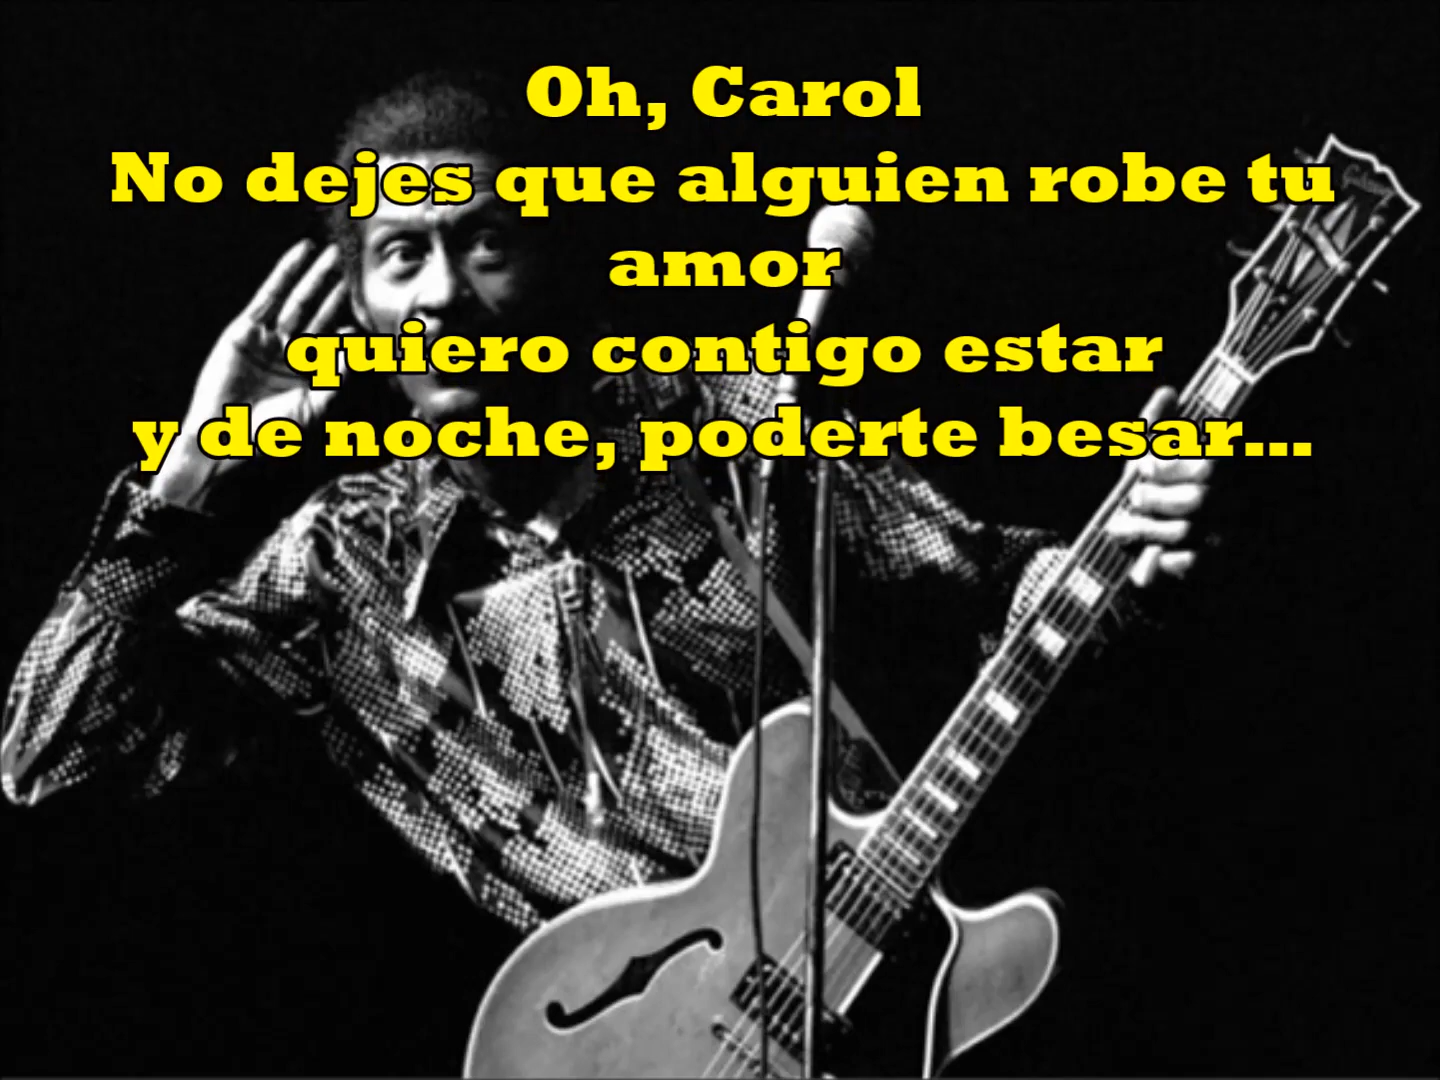 Oh, Carol
No dejes que alguien robe tu
amor
quiero contigo estar
y de noche, poderte besar...